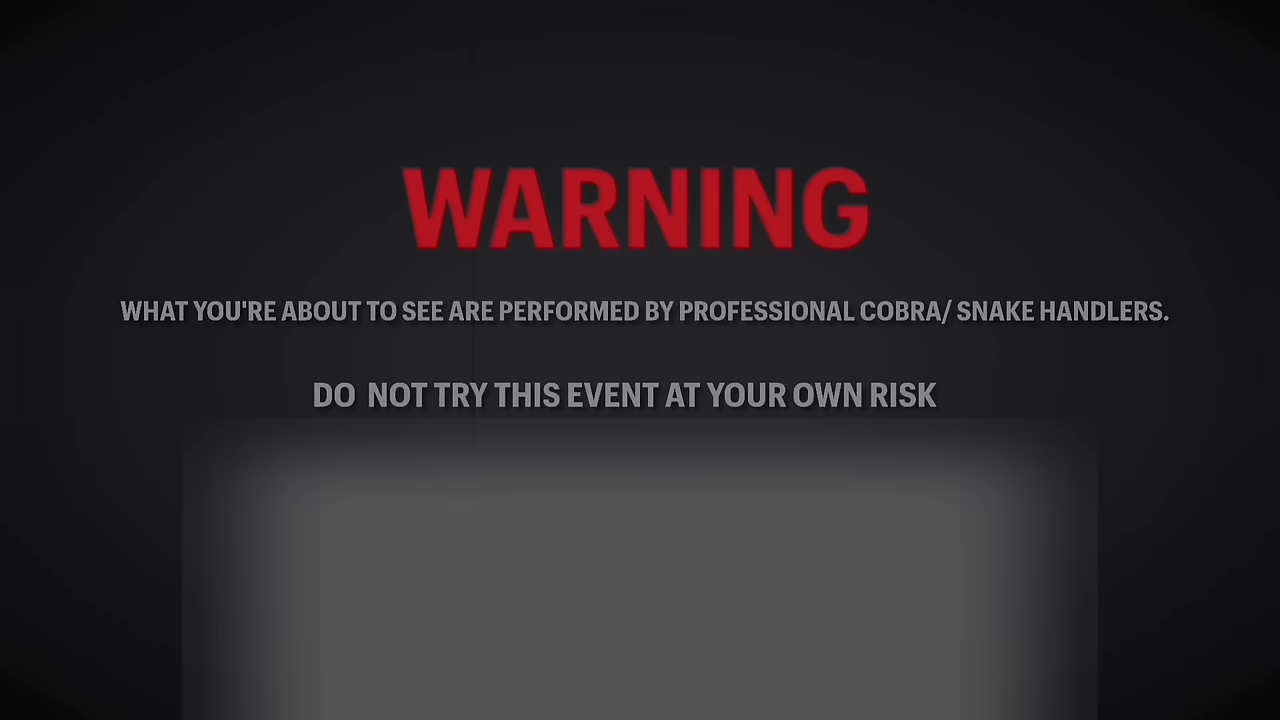 WARNING
WHAT YOU'RE ABOUT TO SEE ARE PERFORMED BY PROFESSIONAL COBRA/ SNAKE HANDLERS.
DO NOT TRY THIS EVENT AT YOUR OWN RISK